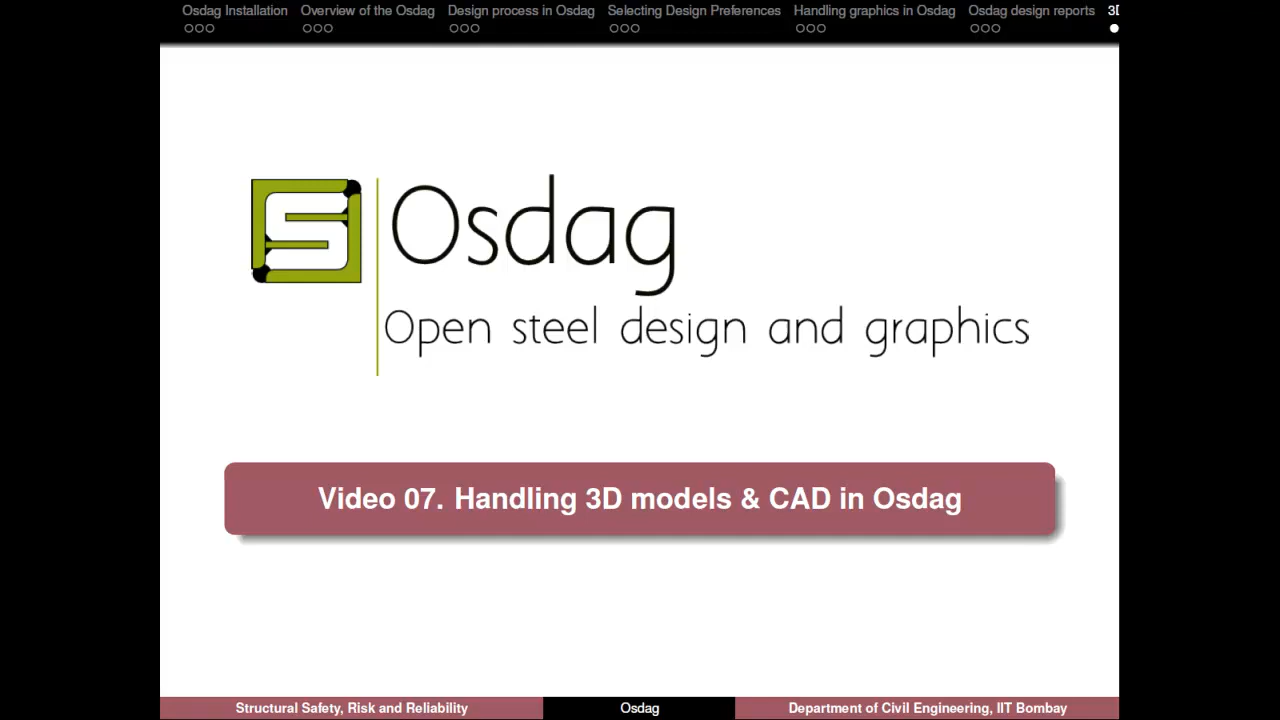 Osdag Installation Overview of the Osdag Design process in Osdag Selecting Design Preferences Handling graphics in Osdag Osdag design reports 3D
Osdag
Open steel design and graphics
Video 07. Handling 3D models & CAD in Osdag
Structural Safety, Risk and Reliability Osdag Department of Civil Engineering, IIT Bombay